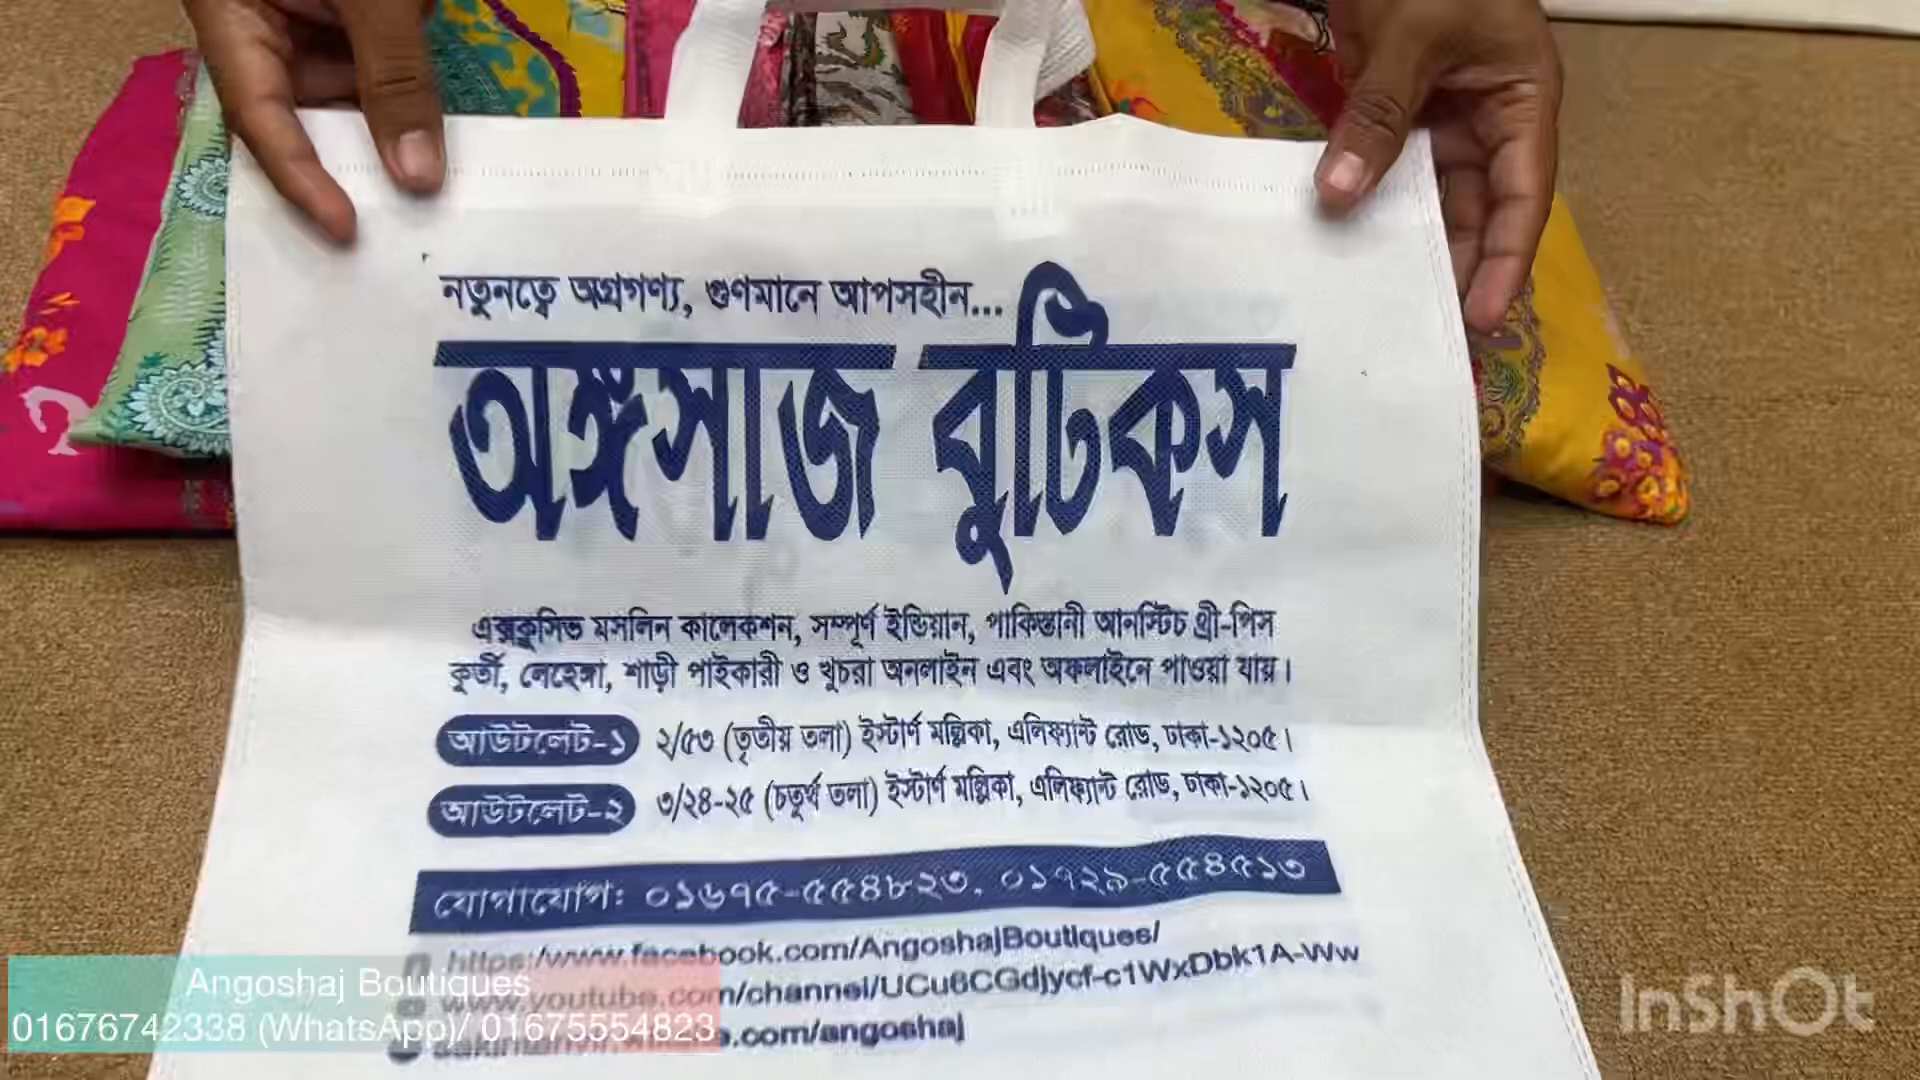 নতুনত্বে অগ্রগণ্য, গুণমানে আপসহীন...
অঙ্গসাজ বুটিকস
এক্সক্লুসিভ মসলিন কালেকশন, সম্পূর্ণ ইন্ডিয়ান, পাকিস্তানী আনস্টিচ থ্রী-পিস
কুর্তী, লেহেঙ্গা, শাড়ী পাইকারী ও খুচরা অনলাইন এবং অফলাইনে পাওয়া যায়।
আউটলেট-১ ২/৫৩ (তৃতীয় তলা) ইস্টার্ণ মল্লিকা, এলিফ্যান্ট রোড, ঢাকা-১২০৫।
আউটলেট-২ ৩/২৪-২৫ (চতুর্থ তলা) ইস্টার্ণ মল্লিকা, এলিফ্যান্ট রোড, ঢাকা-১২০৫।
যোগাযোগ: ০১৬৭৫-৫৫৪৮২৩, ০১৭২৯-৫৫৪৫১৩
https:/www.facebook.com/AngoshajBoutiques/
www.youtube.com/channel/UCu6CGdjycf-c1WxDbk1A-Ww
.com/angoshaj
Angoshaj Boutiques
01676742338 (WhatsApp)/ 01675554823
InShOt